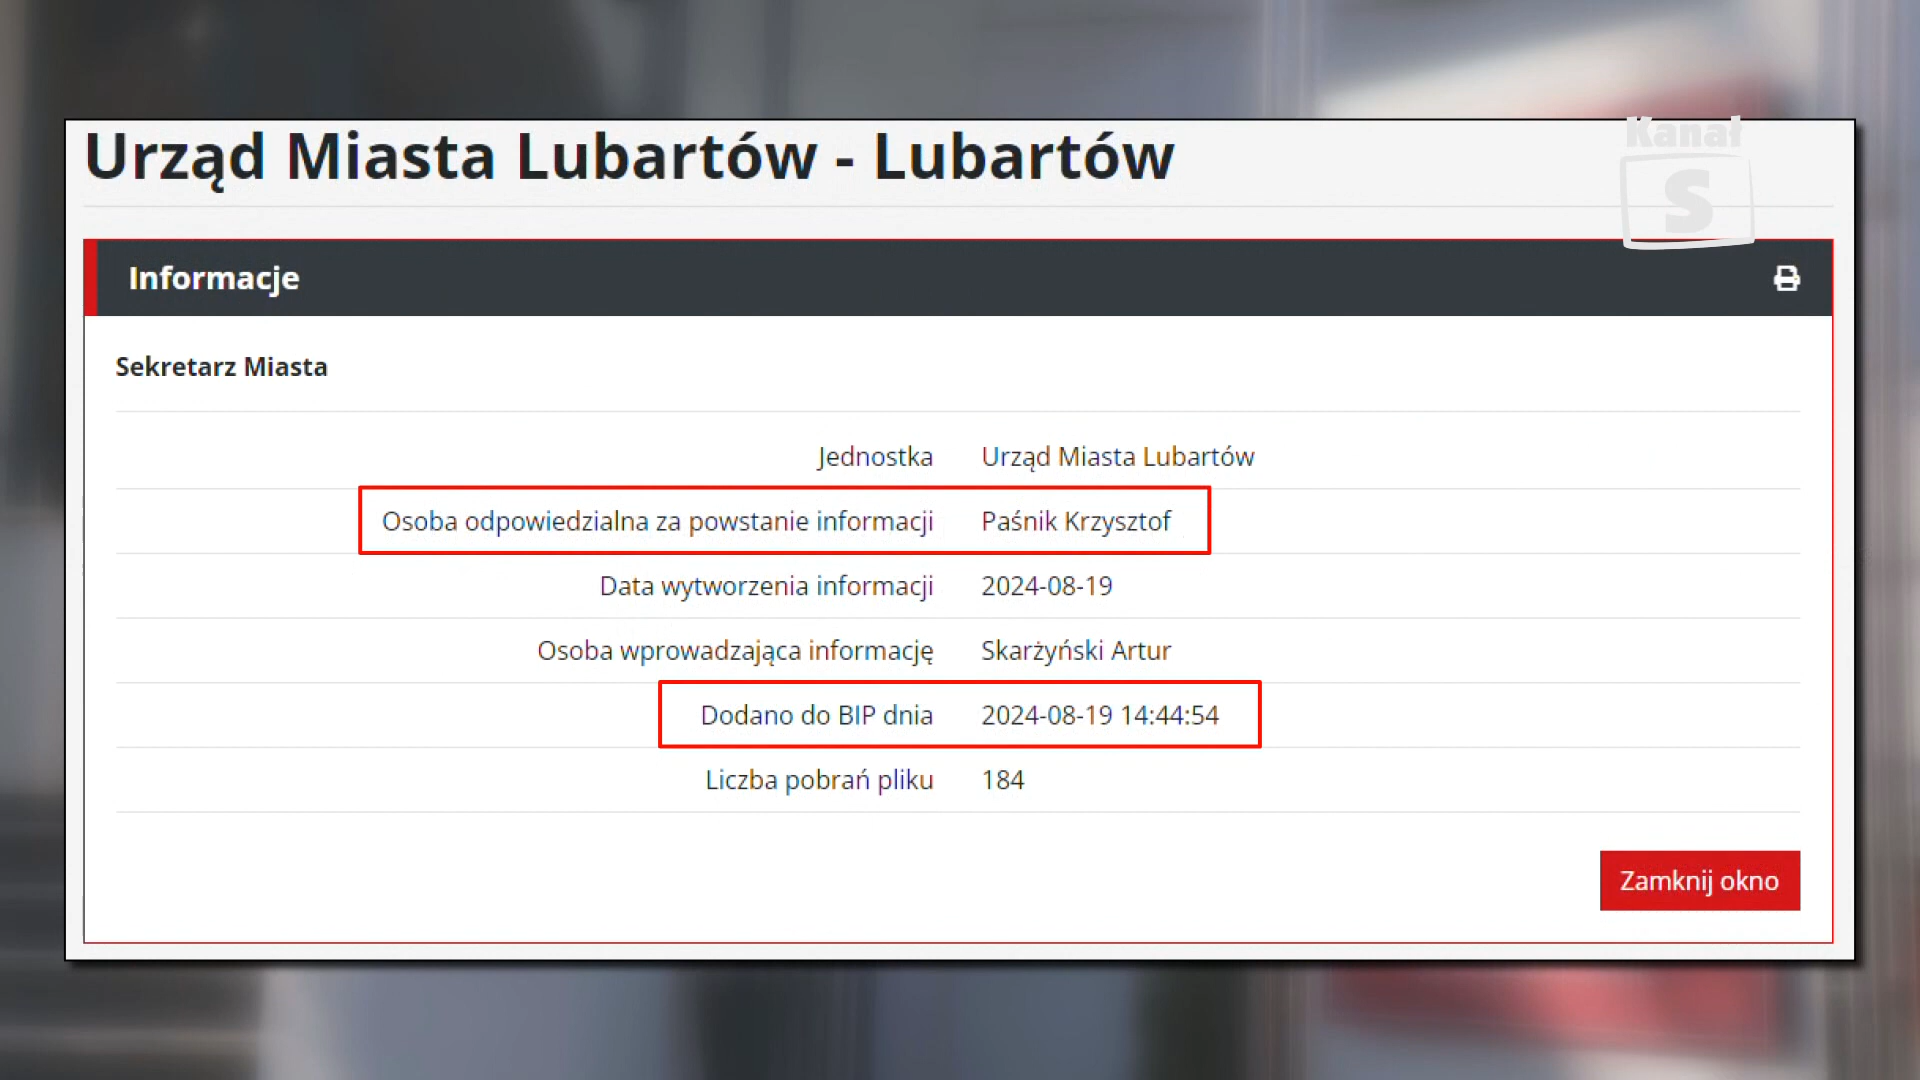 Urząd Miasta Lubartów - Lubartów
Kanał
S
Informacje
Sekretarz Miasta
Jednostka Urząd Miasta Lubartów
Osoba odpowiedzialna za powstanie informacji Paśnik Krzysztof
Data wytworzenia informacji 2024-08-19
Osoba wprowadzająca informację Skarżyński Artur
Dodano do BIP dnia 2024-08-19 14:44:54
Liczba pobrań pliku 184
Zamknij okno